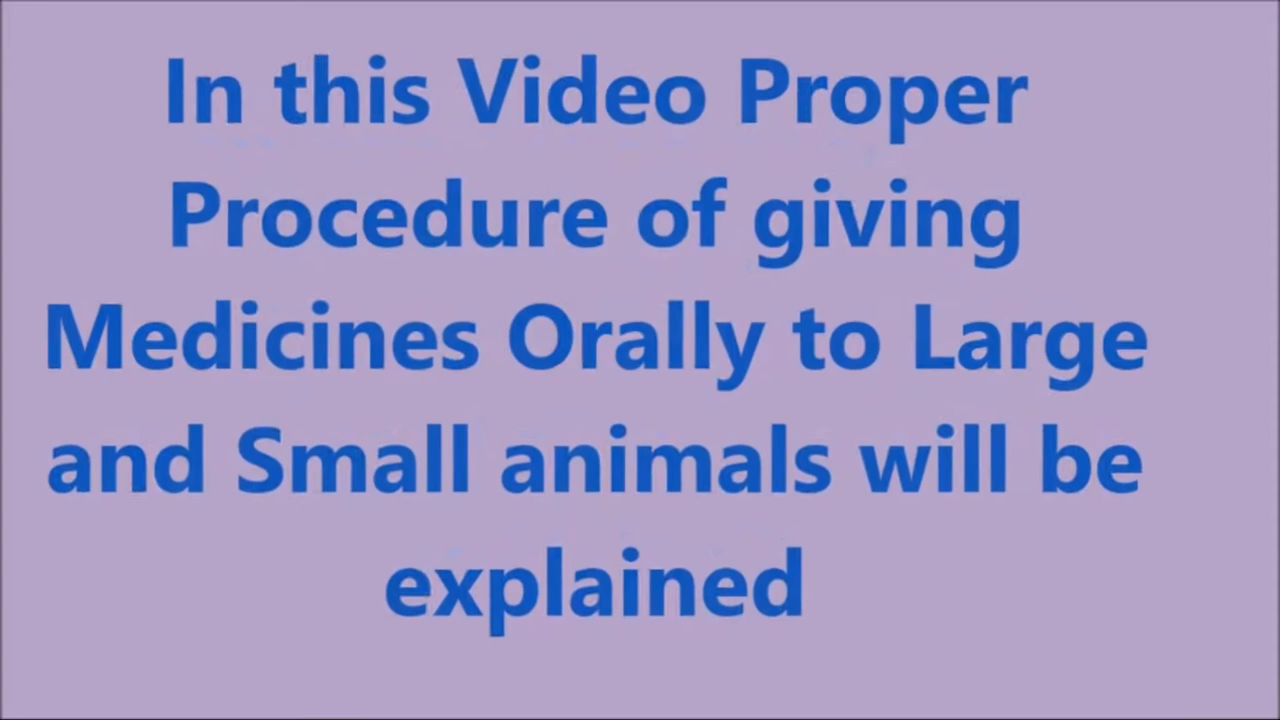 In this Video Proper
Procedure of giving
Medicines Orally to Large
and Small animals will be
explained